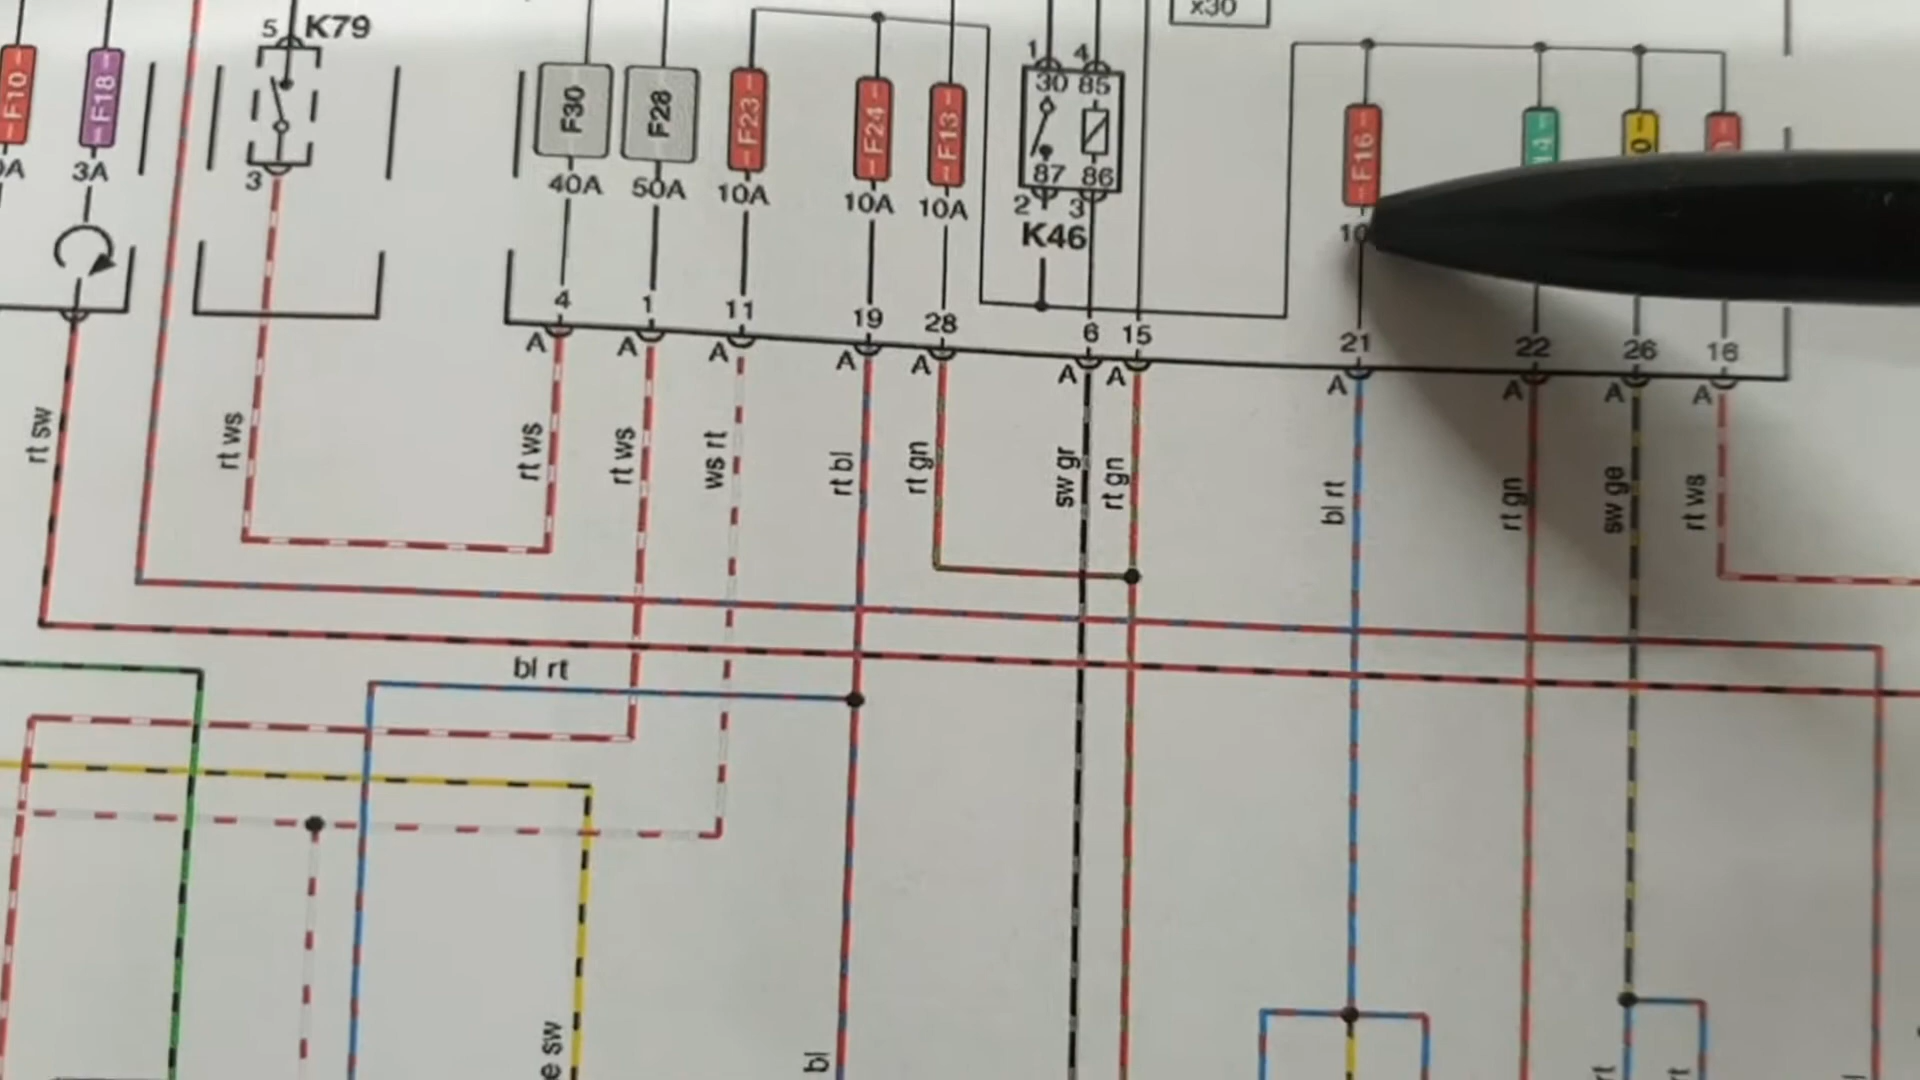 x30
5 K79
1 4
30 85
F10
F18
F30
F28
F23
F24
F13
F16
3A
3
40A
50A
10A
10A
10A
87 86
2 3
K46
4
1
11
19
28
6
15
21
22
26
16
A
A
A
A
A
A
A
A
A
A
A
rt sw
rt ws
rt ws
rt ws
ws rt
rt bl
rt gn
sw gr
rt gn
bl rt
rt gn
sw ge
rt ws
bl rt
sw
bl
rt